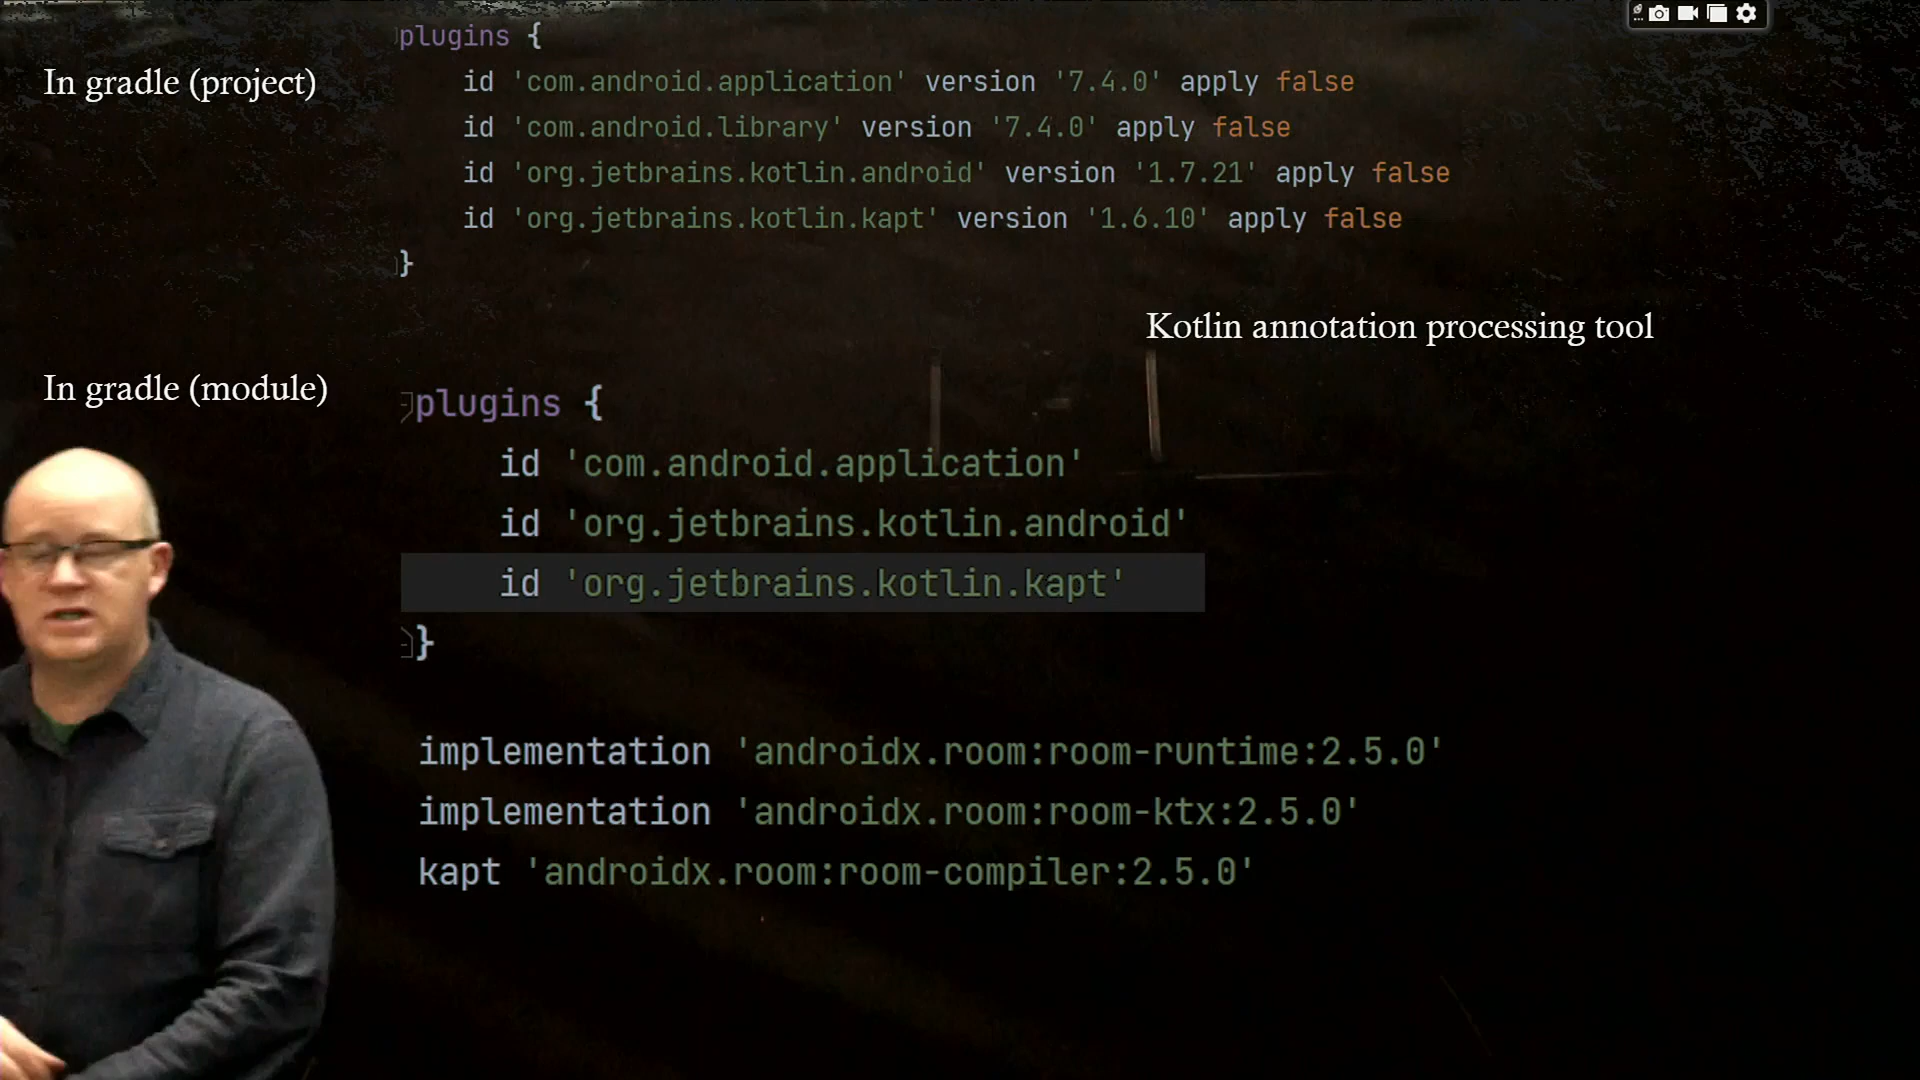 plugins {
In gradle (project)
id 'com.android.application' version '7.4.0' apply false
id 'com.android.library' version '7.4.0' apply false
id 'org.jetbrains.kotlin.android' version '1.7.21' apply false
id 'org.jetbrains.kotlin.kapt' version '1.6.10' apply false
}
Kotlin annotation processing tool
In gradle (module)
plugins {
id 'com.android.application'
id 'org.jetbrains.kotlin.android'
id 'org.jetbrains.kotlin.kapt'
}
implementation 'androidx.room:room-runtime:2.5.0'
implementation 'androidx.room:room-ktx:2.5.0'
kapt 'androidx.room:room-compiler:2.5.0'